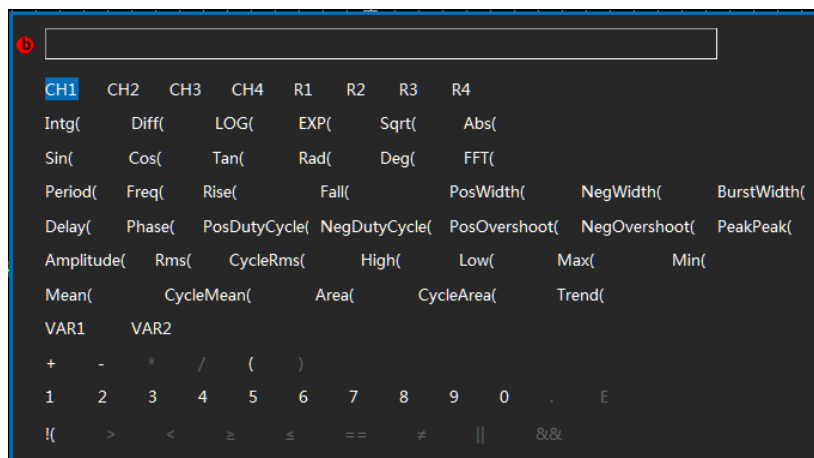 b
CH1 CH2 CH3 CH4 R1 R2 R3 R4
Intg( Diff( LOG( EXP( Sqrt( Abs(
Sin( Cos( Tan( Rad( Deg( FFT(
Period( Freq( Rise( Fall( PosWidth( NegWidth( BurstWidth(
Delay( Phase( PosDutyCycle( NegDutyCycle( PosOvershoot( NegOvershoot( PeakPeak(
Amplitude( Rms( CycleRms( High( Low( Max( Min(
Mean( CycleMean( Area( CycleArea( Trend(
VAR1 VAR2
+ - * / ( )
1 2 3 4 5 6 7 8 9 0 . E
!( > < ≥ ≤ == ≠ || &&